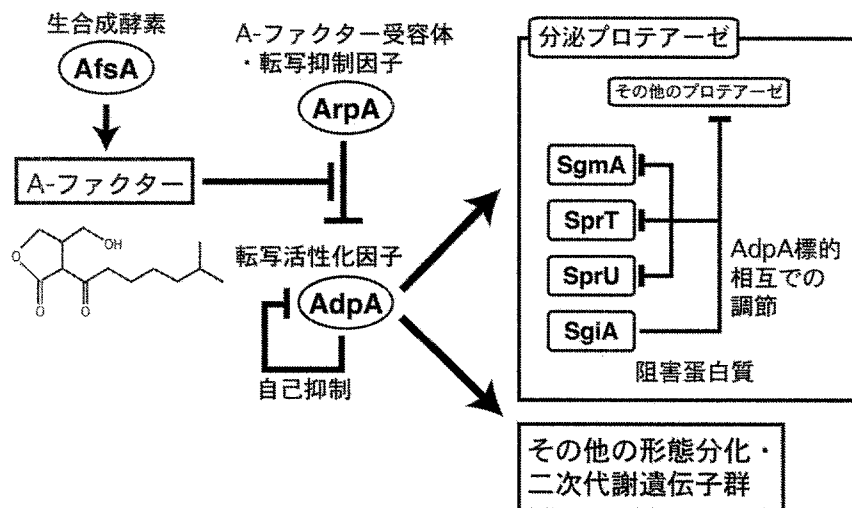 生合成酵素
AfsA
A-ファクター
OH
O
O
O
A-ファクター受容体
・転写抑制因子
ArpA
転写活性化因子
AdpA
自己抑制
分泌プロテアーゼ
その他のプロテアーゼ
SgmA
SprT
SprU
SgiA
AdpA標的
相互での
調節
阻害蛋白質
その他の形態分化・
二次代謝遺伝子群